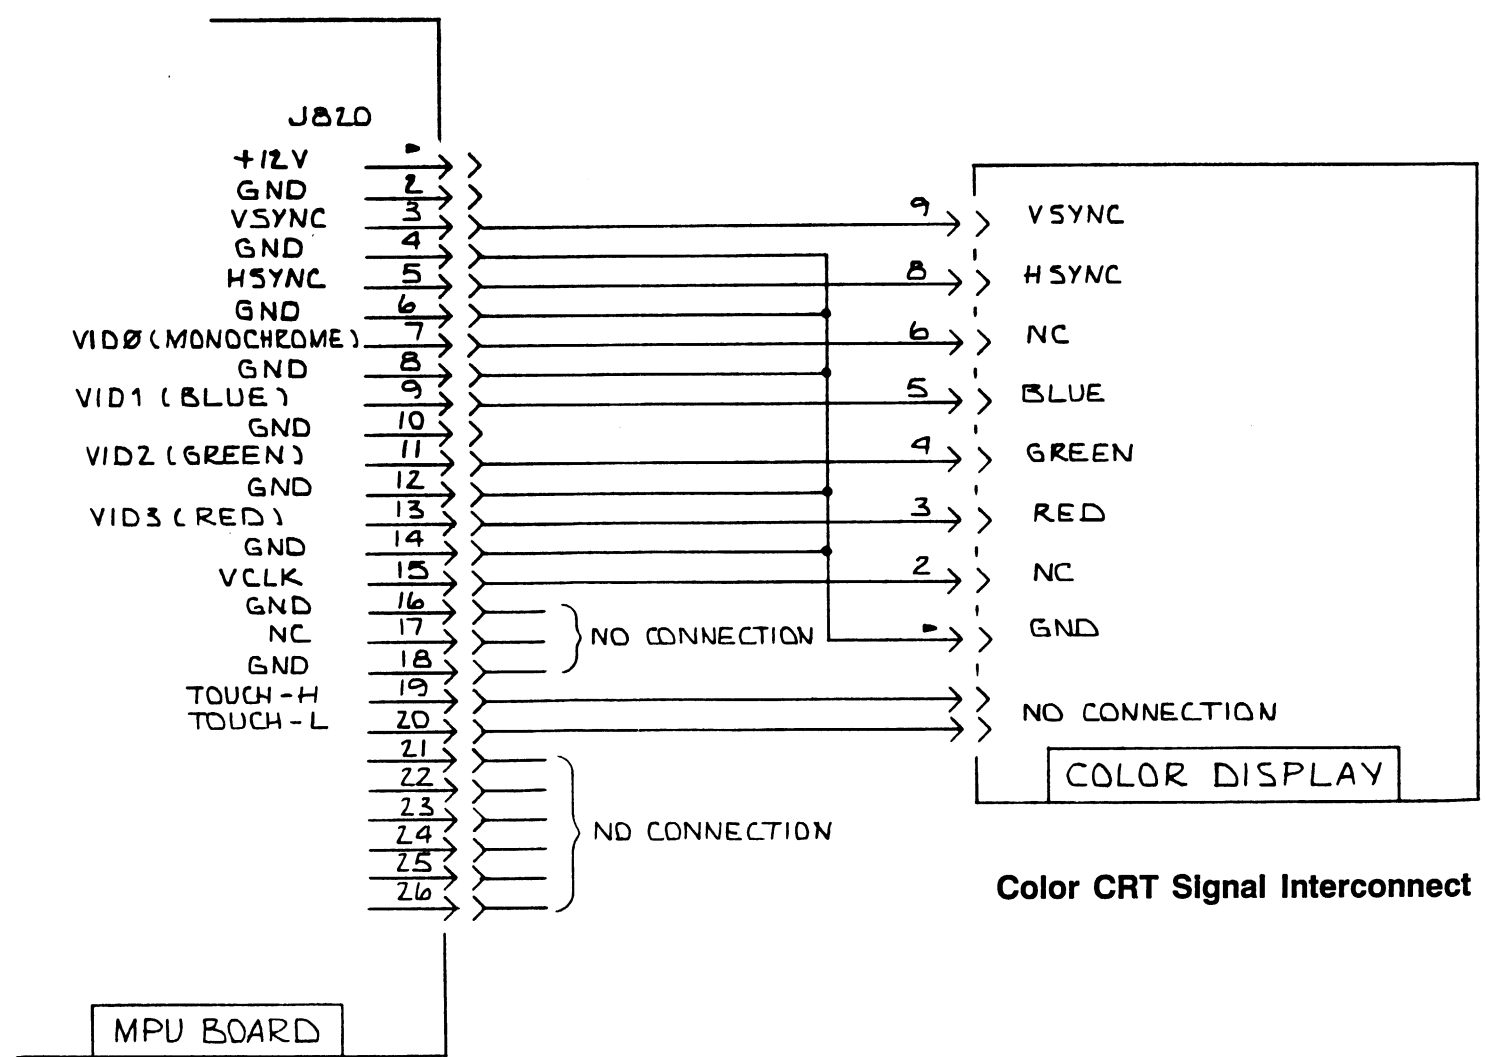 J820
+12V
GND 2
VSYNC 3 9 VSYNC
GND 4
HSYNC 5 8 HSYNC
GND 6
VIDØ (MONOCHROME) 7 6 NC
GND 8
VID1 (BLUE) 9 5 BLUE
GND 10
VID2 (GREEN) 11 4 GREEN
GND 12
VID3 (RED) 13 3 RED
GND 14
VCLK 15 2 NC
GND 16
NC 17 NO CONNECTION GND
GND 18
TOUCH-H 19
TOUCH-L 20 NO CONNECTION
21
22 COLOR DISPLAY
23
24 NO CONNECTION
25
26
Color CRT Signal Interconnect
MPU BOARD